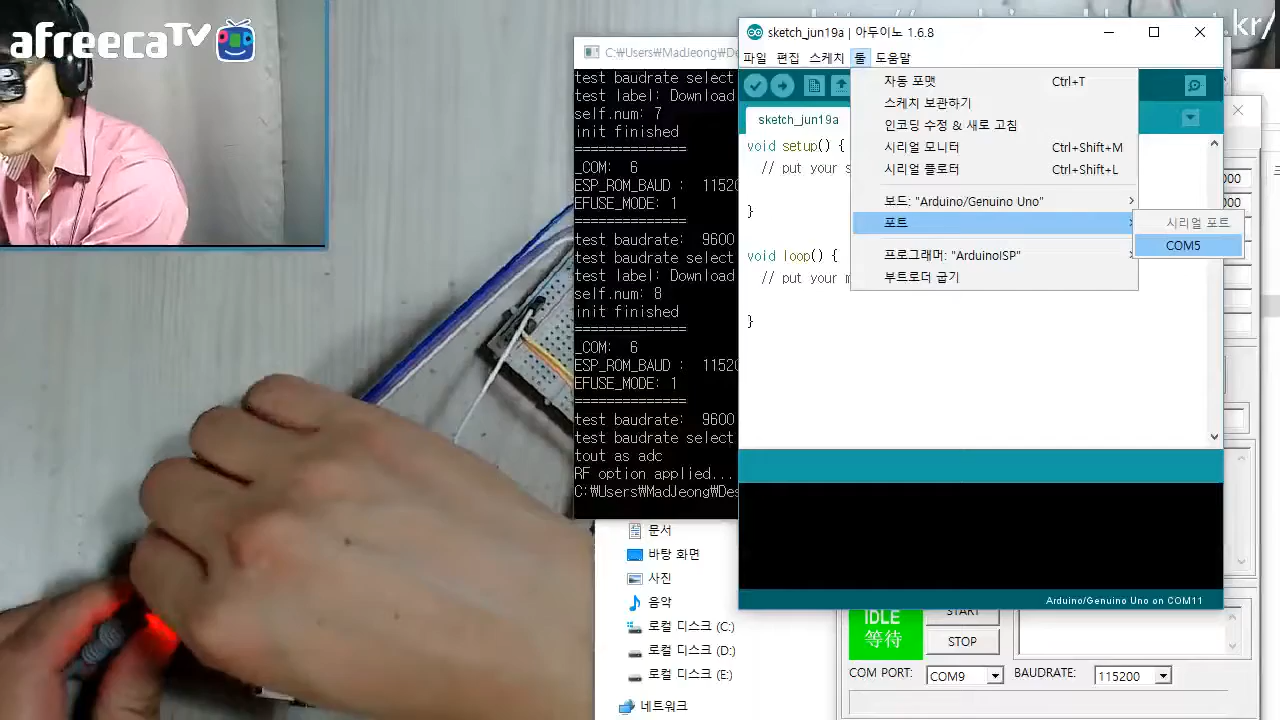 afreecaTV
kr/
C:\Users\MadJeong\De
test baudrate select
test label: Download
self.num: 7
init finished
===============
_COM: 6
ESP_ROM_BAUD : 11520
EFUSE_MODE: 1
===============
test baudrate: 9600
test baudrate select
test label: Download
self.num: 8
init finished
===============
_COM: 6
ESP_ROM_BAUD : 11520
EFUSE_MODE: 1
===============
test baudrate: 9600
test baudrate select
tout as adc
RF option applied...
C:\Users\MadJeong\Des
sketch_jun19a | 아두이노 1.6.8
파일 편집 스케치 툴 도움말
sketch_jun19a
void setup() {
// put your s
}
void loop() {
// put your m
}
자동 포맷 Ctrl+T
스케치 보관하기
인코딩 수정 & 새로 고침
시리얼 모니터 Ctrl+Shift+M
시리얼 플로터 Ctrl+Shift+L
보드: "Arduino/Genuino Uno"
포트
프로그래머: "ArduinoISP"
부트로더 굽기
시리얼 포트
COM5
Arduino/Genuino Uno on COM11
문서
바탕 화면
사진
음악
로컬 디스크 (C:)
로컬 디스크 (D:)
로컬 디스크 (E:)
네트워크
IDLE
等待
START
STOP
COM PORT: COM9 BAUDRATE: 115200